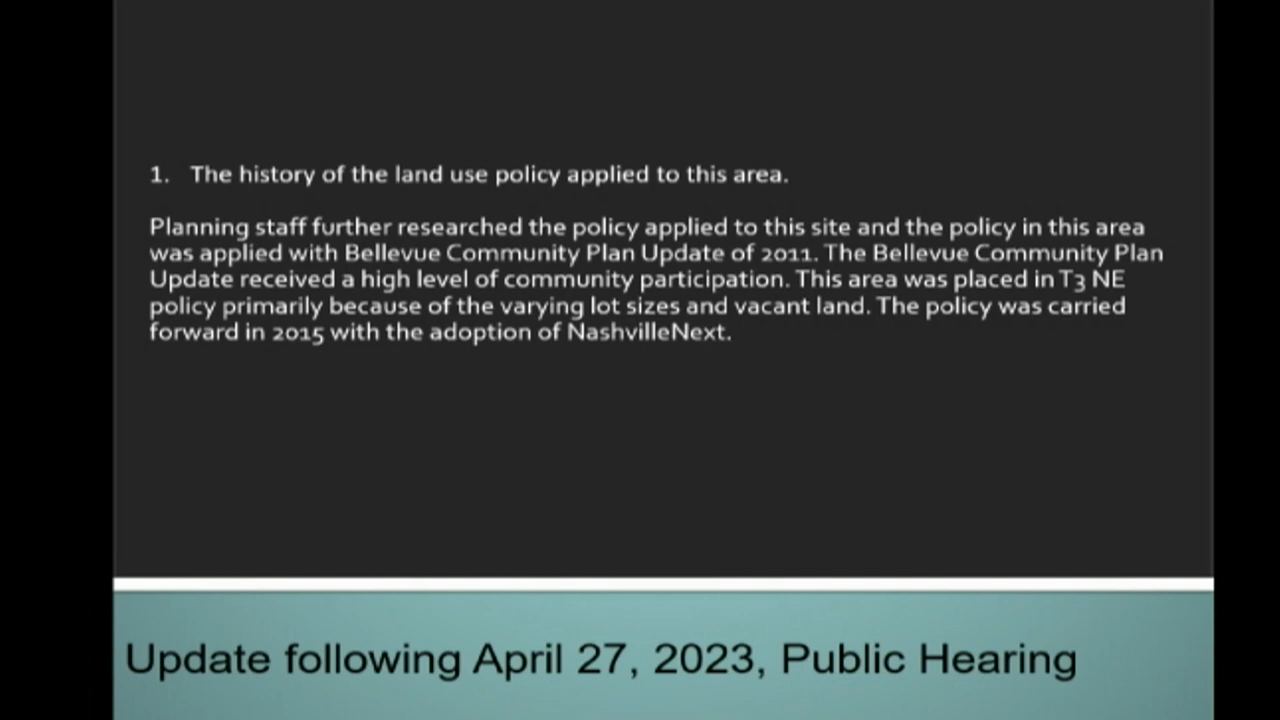 1. The history of the land use policy applied to this area.
Planning staff further researched the policy applied to this site and the policy in this area
was applied with Bellevue Community Plan Update of 2011. The Bellevue Community Plan
Update received a high level of community participation. This area was placed in T3 NE
policy primarily because of the varying lot sizes and vacant land. The policy was carried
forward in 2015 with the adoption of NashvilleNext.
Update following April 27, 2023, Public Hearing